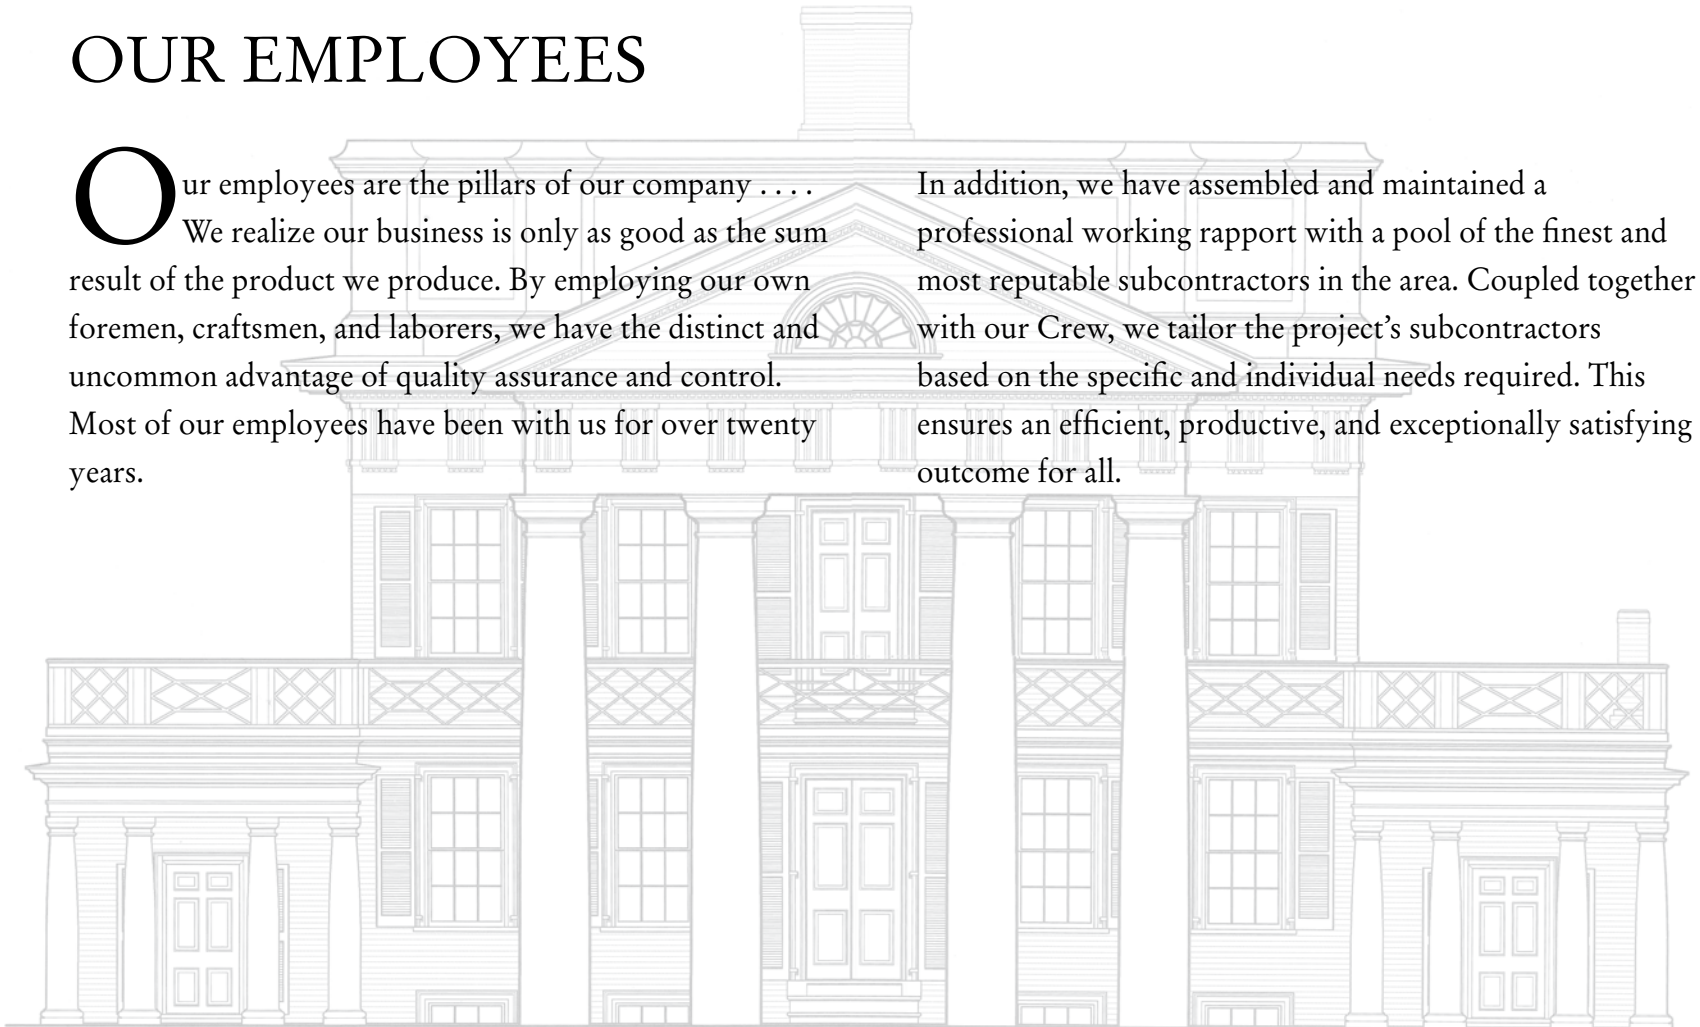 OUR EMPLOYEES
Our employees are the pillars of our company . . . .
We realize our business is only as good as the sum
result of the product we produce. By employing our own
foremen, craftsmen, and laborers, we have the distinct and
uncommon advantage of quality assurance and control.
Most of our employees have been with us for over twenty
years.
In addition, we have assembled and maintained a
professional working rapport with a pool of the finest and
most reputable subcontractors in the area. Coupled together
with our Crew, we tailor the project’s subcontractors
based on the specific and individual needs required. This
ensures an efficient, productive, and exceptionally satisfying
outcome for all.